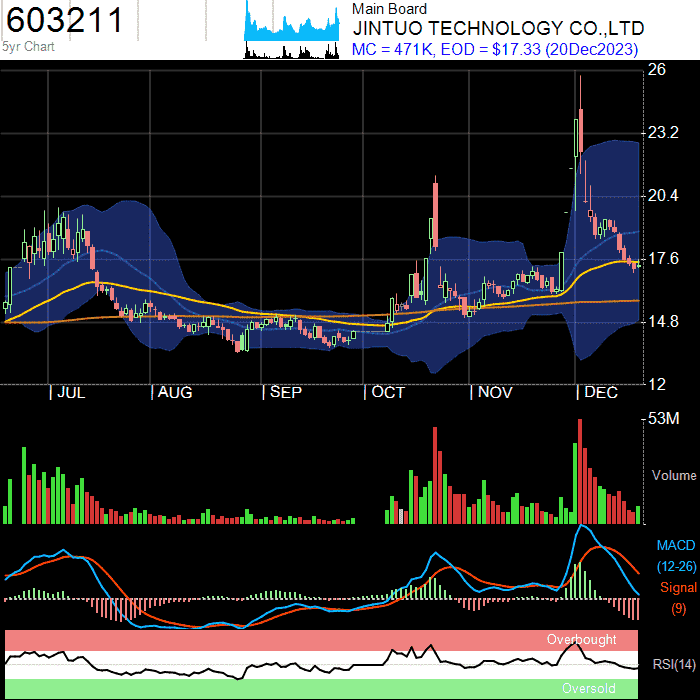 603211
5yr Chart
Main Board
JINTUO TECHNOLOGY CO.,LTD
MC = 471K, EOD = $17.33 (20Dec2023)
26
23.2
20.4
17.6
14.8
12
JUL AUG SEP OCT NOV DEC
53M
Volume
MACD
(12-26)
Signal
(9)
Overbought
RSI(14)
Oversold